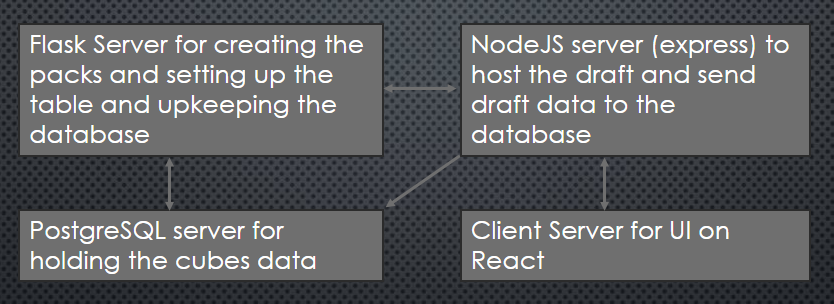 Flask Server for creating the
packs and setting up the
table and upkeeping the
database
NodeJS server (express) to
host the draft and send
draft data to the
database
PostgreSQL server for
holding the cubes data
Client Server for UI on
React